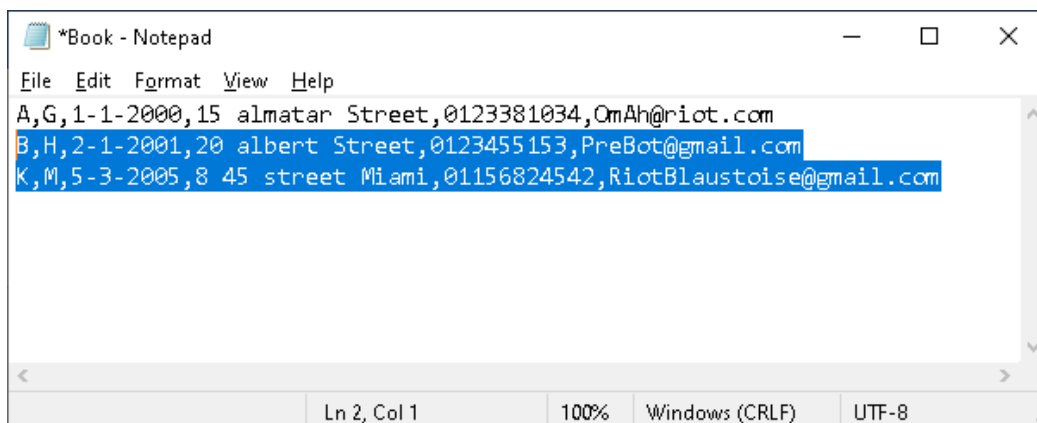 *Book - Notepad
File Edit Format View Help
A,G,1-1-2000,15 almatar Street,0123381034,OmAh@riot.com
B,H,2-1-2001,20 albert Street,0123455153,PreBot@gmail.com
K,M,5-3-2005,8 45 street Miami,01156824542,RiotBlaustoise@gmail.com
Ln 2, Col 1 100% Windows (CRLF) UTF-8